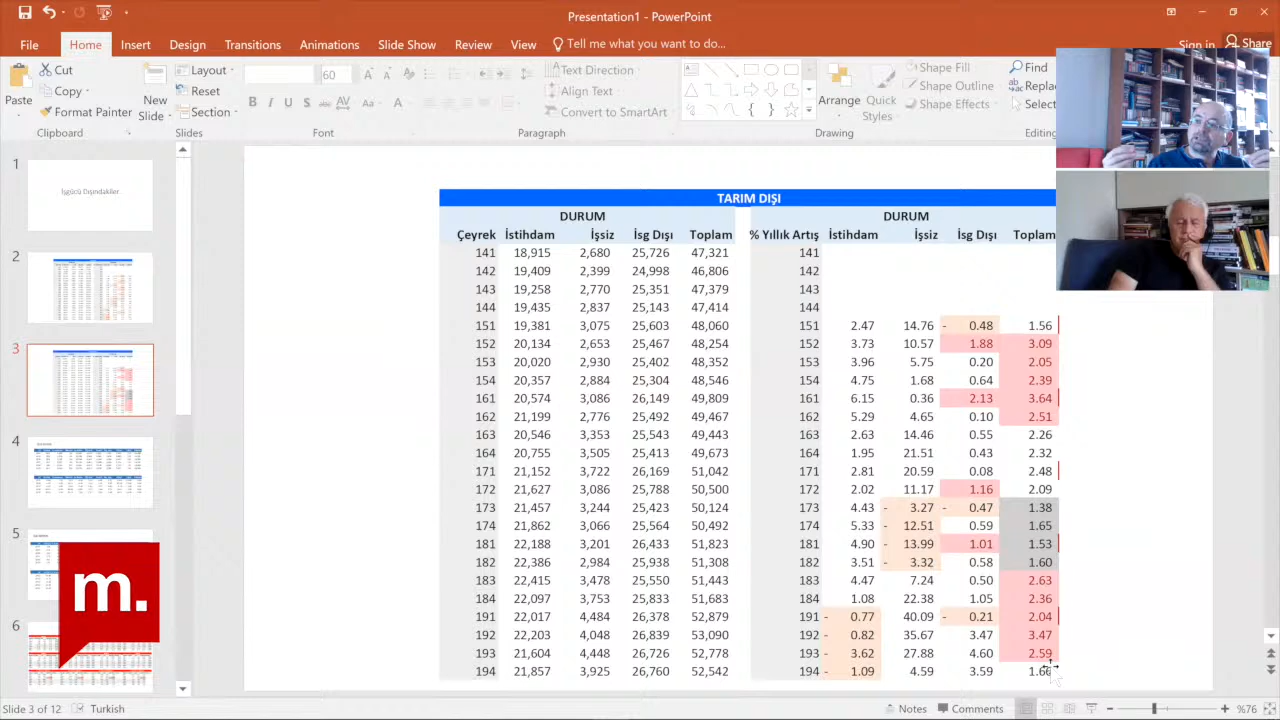 Presentation1 - PowerPoint
Sign in Share
File Home Insert Design Transitions Animations Slide Show Review View Tell me what you want to do...
Cut
Copy
Format Painter
Paste
New Slide
Layout
Reset
Section
60
Text Direction
Align Text
Convert to SmartArt
Arrange
Quick Styles
Shape Fill
Shape Outline
Shape Effects
Find
Replac
Select
Clipboard Slides Font Paragraph Drawing Editing
1
İşgücü Dışındakiler
2
3
4
5
6
m.
TARIM DIŞI
DURUM DURUM
Çeyrek İstihdam İşsiz İsg Dışı Toplam % Yıllık Artış İstihdam İşsiz İsg Dışı Toplam
141 18,915 2,680 25,726 47,321 141
142 19,409 2,399 24,998 46,806 142
143 19,258 2,770 25,351 47,379 143
144 19,435 2,837 25,143 47,414 144
151 19,381 3,075 25,603 48,060 151 2.47 14.76 - 0.48 1.56
152 20,134 2,653 25,467 48,254 152 3.73 10.57 1.88 3.09
153 20,020 2,930 25,402 48,352 153 3.96 5.75 0.20 2.05
154 20,357 2,884 25,304 48,546 154 4.75 1.68 0.64 2.39
161 20,574 3,086 26,149 49,809 161 6.15 0.36 2.13 3.64
162 21,199 2,776 25,492 49,467 162 5.29 4.65 0.10 2.51
163 20,546 3,353 25,543 49,443 163 2.63 14.46 0.55 2.26
164 20,755 3,505 25,413 49,673 164 1.95 21.51 0.43 2.32
171 21,152 3,722 26,169 51,042 171 2.81 20.59 0.08 2.48
172 21,627 3,086 25,788 50,500 172 2.02 11.17 1.16 2.09
173 21,457 3,244 25,423 50,124 173 4.43 - 3.27 - 0.47 1.38
174 21,862 3,066 25,564 50,492 174 5.33 - 12.51 0.59 1.65
181 22,188 3,201 26,433 51,823 181 4.90 - 13.99 1.01 1.53
182 22,386 2,984 25,938 51,308 182 3.51 - 3.32 0.58 1.60
183 22,415 3,478 25,550 51,443 183 4.47 7.24 0.50 2.63
184 22,097 3,753 25,833 51,683 184 1.08 22.38 1.05 2.36
191 22,017 4,484 26,378 52,879 191 - 0.77 40.09 - 0.21 2.04
192 22,203 4,048 26,839 53,090 192 - 0.82 35.67 3.47 3.47
193 21,604 4,448 26,726 52,778 193 - 3.62 27.88 4.60 2.59
194 21,857 3,925 26,760 52,542 194 - 1.09 4.59 3.59 1.66
Slide 3 of 12 Turkish Notes Comments %76